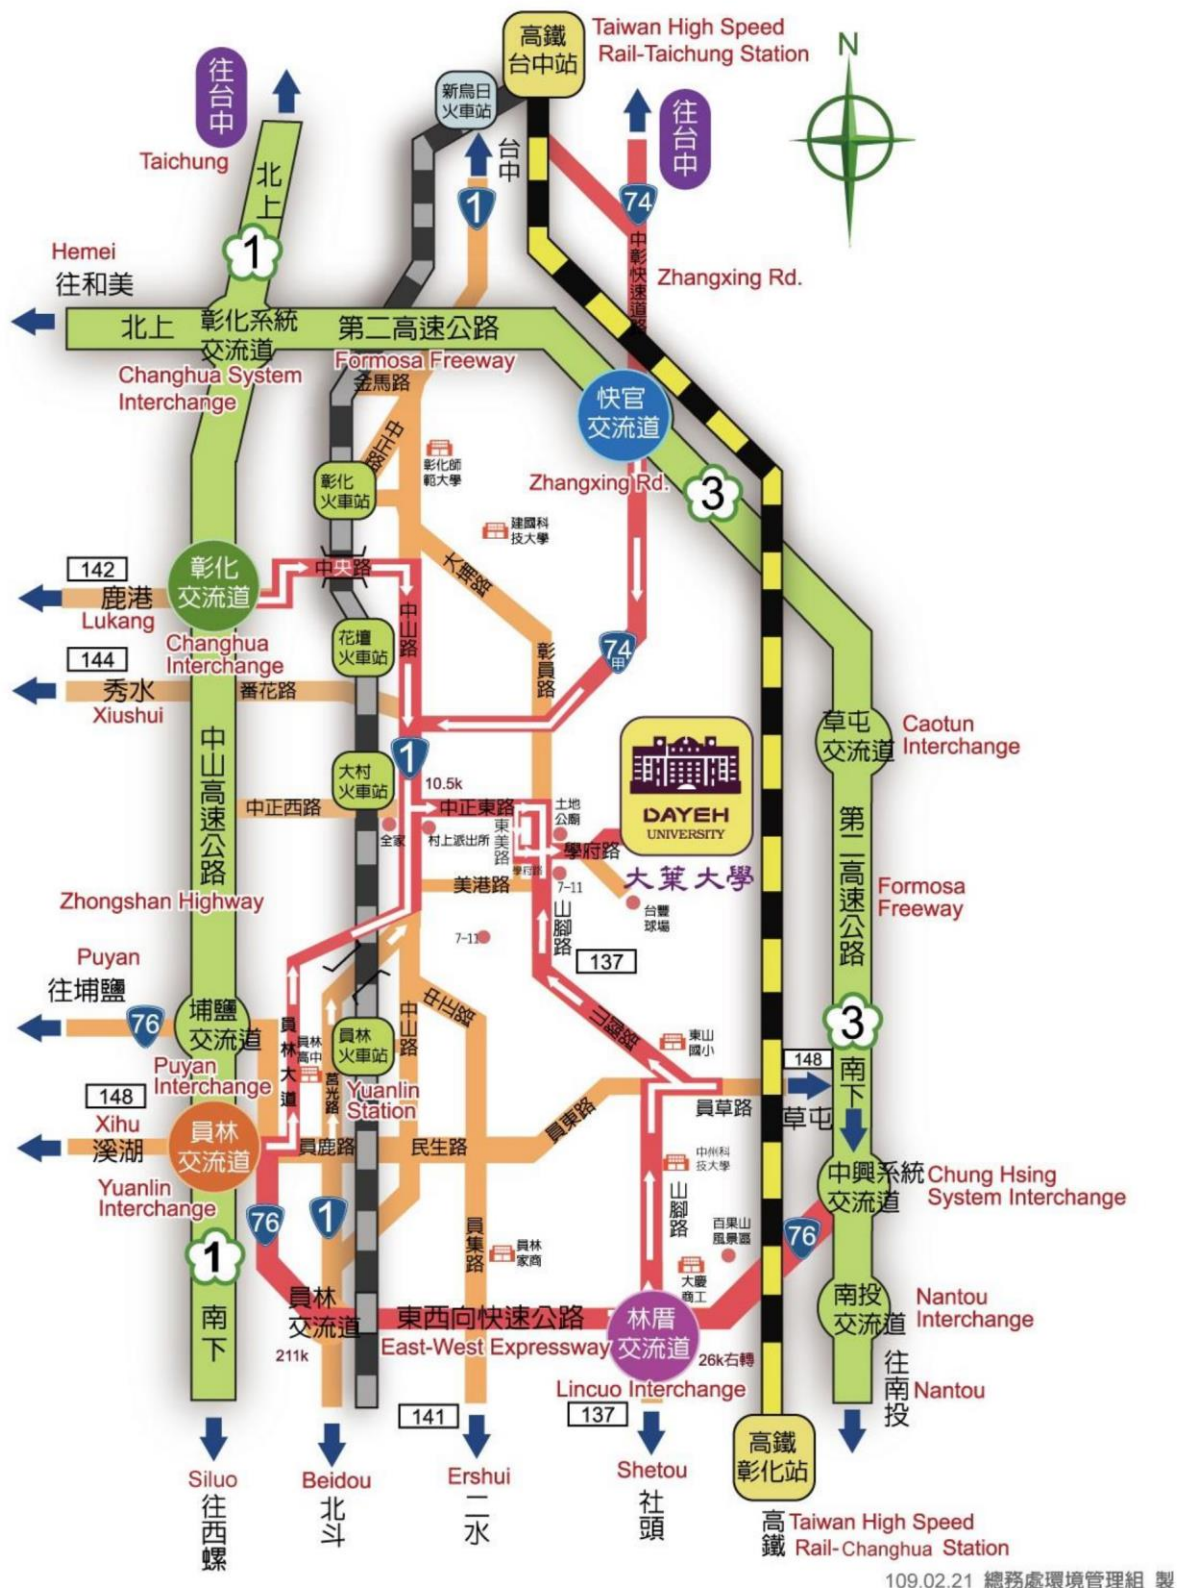 高鐵
台中站
Taiwan High Speed
Rail-Taichung Station
N
往台中
新烏日
火車站
往台中
台中
Taichung
北上
1
74
1
中彰快速道路
Zhangxing Rd.
Hemei
往和美
北上
彰化系統
交流道
第二高速公路
Changhua System
Interchange
Formosa Freeway
金馬路
快官
交流道
中正路
彰化師
範大學
彰化
火車站
Zhangxing Rd.
3
建國科
技大學
142
鹿港
Lukang
彰化
交流道
中央路
大埔路
Changhua
Interchange
中山路
花壇
火車站
彰員路
74
甲
144
秀水
Xiushui
番花路
草屯
交流道
Caotun
Interchange
中山高速公路
1
大村
火車站
10.5k
DAYEH
UNIVERSITY
大葉大學
中正西路
中正東路
土地
公廟
全家
村上派出所
東美路
學府路
學府路
美港路
7-11
台豐
球場
第二高速公路
Formosa
Freeway
Zhongshan Highway
山腳路
7-11
137
Puyan
往埔鹽
76
埔鹽
交流道
Puyan
Interchange
員林大道
員林
高中
莒光路
員林
火車站
Yuanlin
Station
中山路
中正路
山腳路
東山
國小
3
148
南下
草屯
148
Xihu
溪湖
員林
交流道
Yuanlin
Interchange
員鹿路
民生路
員東路
員草路
中州科
技大學
中興系統
交流道
Chung Hsing
System Interchange
山腳路
76
1
員集路
員林
家商
百果山
風景區
76
1
南下
大慶
商工
員林
交流道
211k
東西向快速公路
East-West Expressway
林厝
交流道
26k右轉
Lincuo Interchange
南投
交流道
Nantou
Interchange
往南投
Nantou
141
137
高鐵
彰化站
Siluo
往西螺
Beidou
北斗
Ershui
二水
Shetou
社頭
高鐵
Taiwan High Speed
Rail-Changhua Station
109.02.21 總務處環境管理組 製